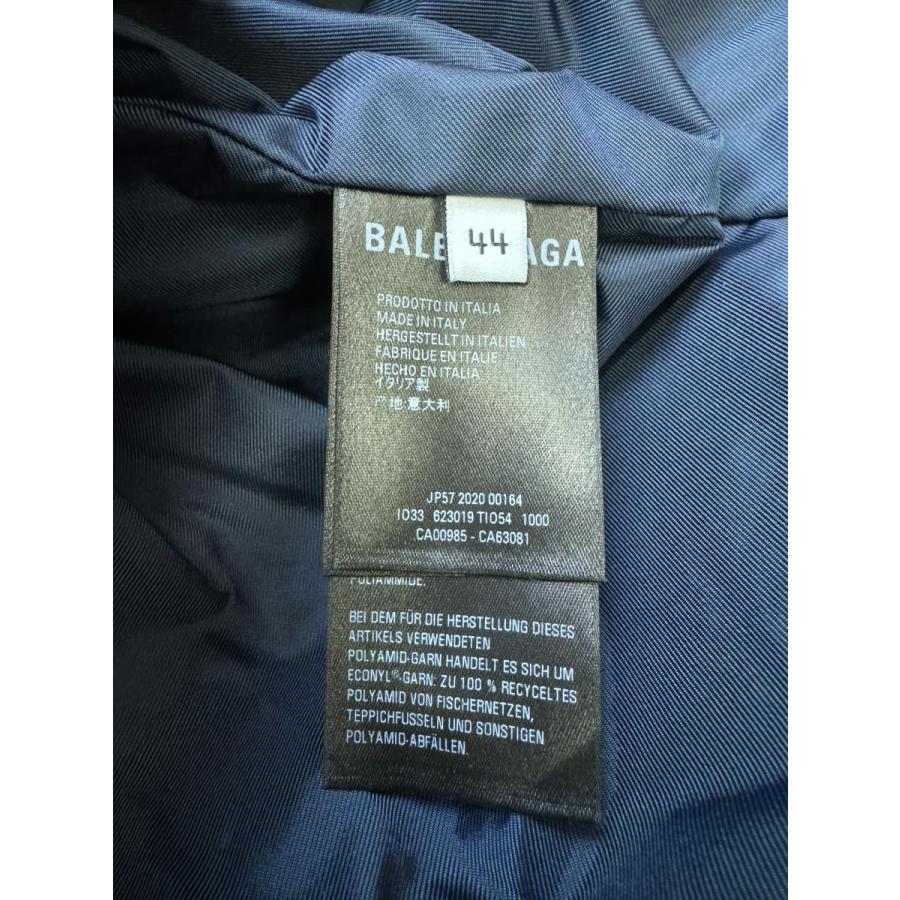 BALE AGA
44
PRODOTTO IN ITALIA
MADE IN ITALY
HERGESTELLT IN ITALIEN
FABRIQUE EN ITALIE
HECHO EN ITALIA
イタリア製
产地:意大利
JP57 2020 00164
IO33 623019 TIO54 1000
CA00985 - CA63081
POLIAMMIDE.
BEI DEM FÜR DIE HERSTELLUNG DIESES
ARTIKELS VERWENDETEN
POLYAMID-GARN HANDELT ES SICH UM
ECONYL®-GARN: ZU 100 % RECYCELTES
POLYAMID VON FISCHERNETZEN,
TEPPICHFUSSELN UND SONSTIGEN
POLYAMID-ABFÄLLEN.